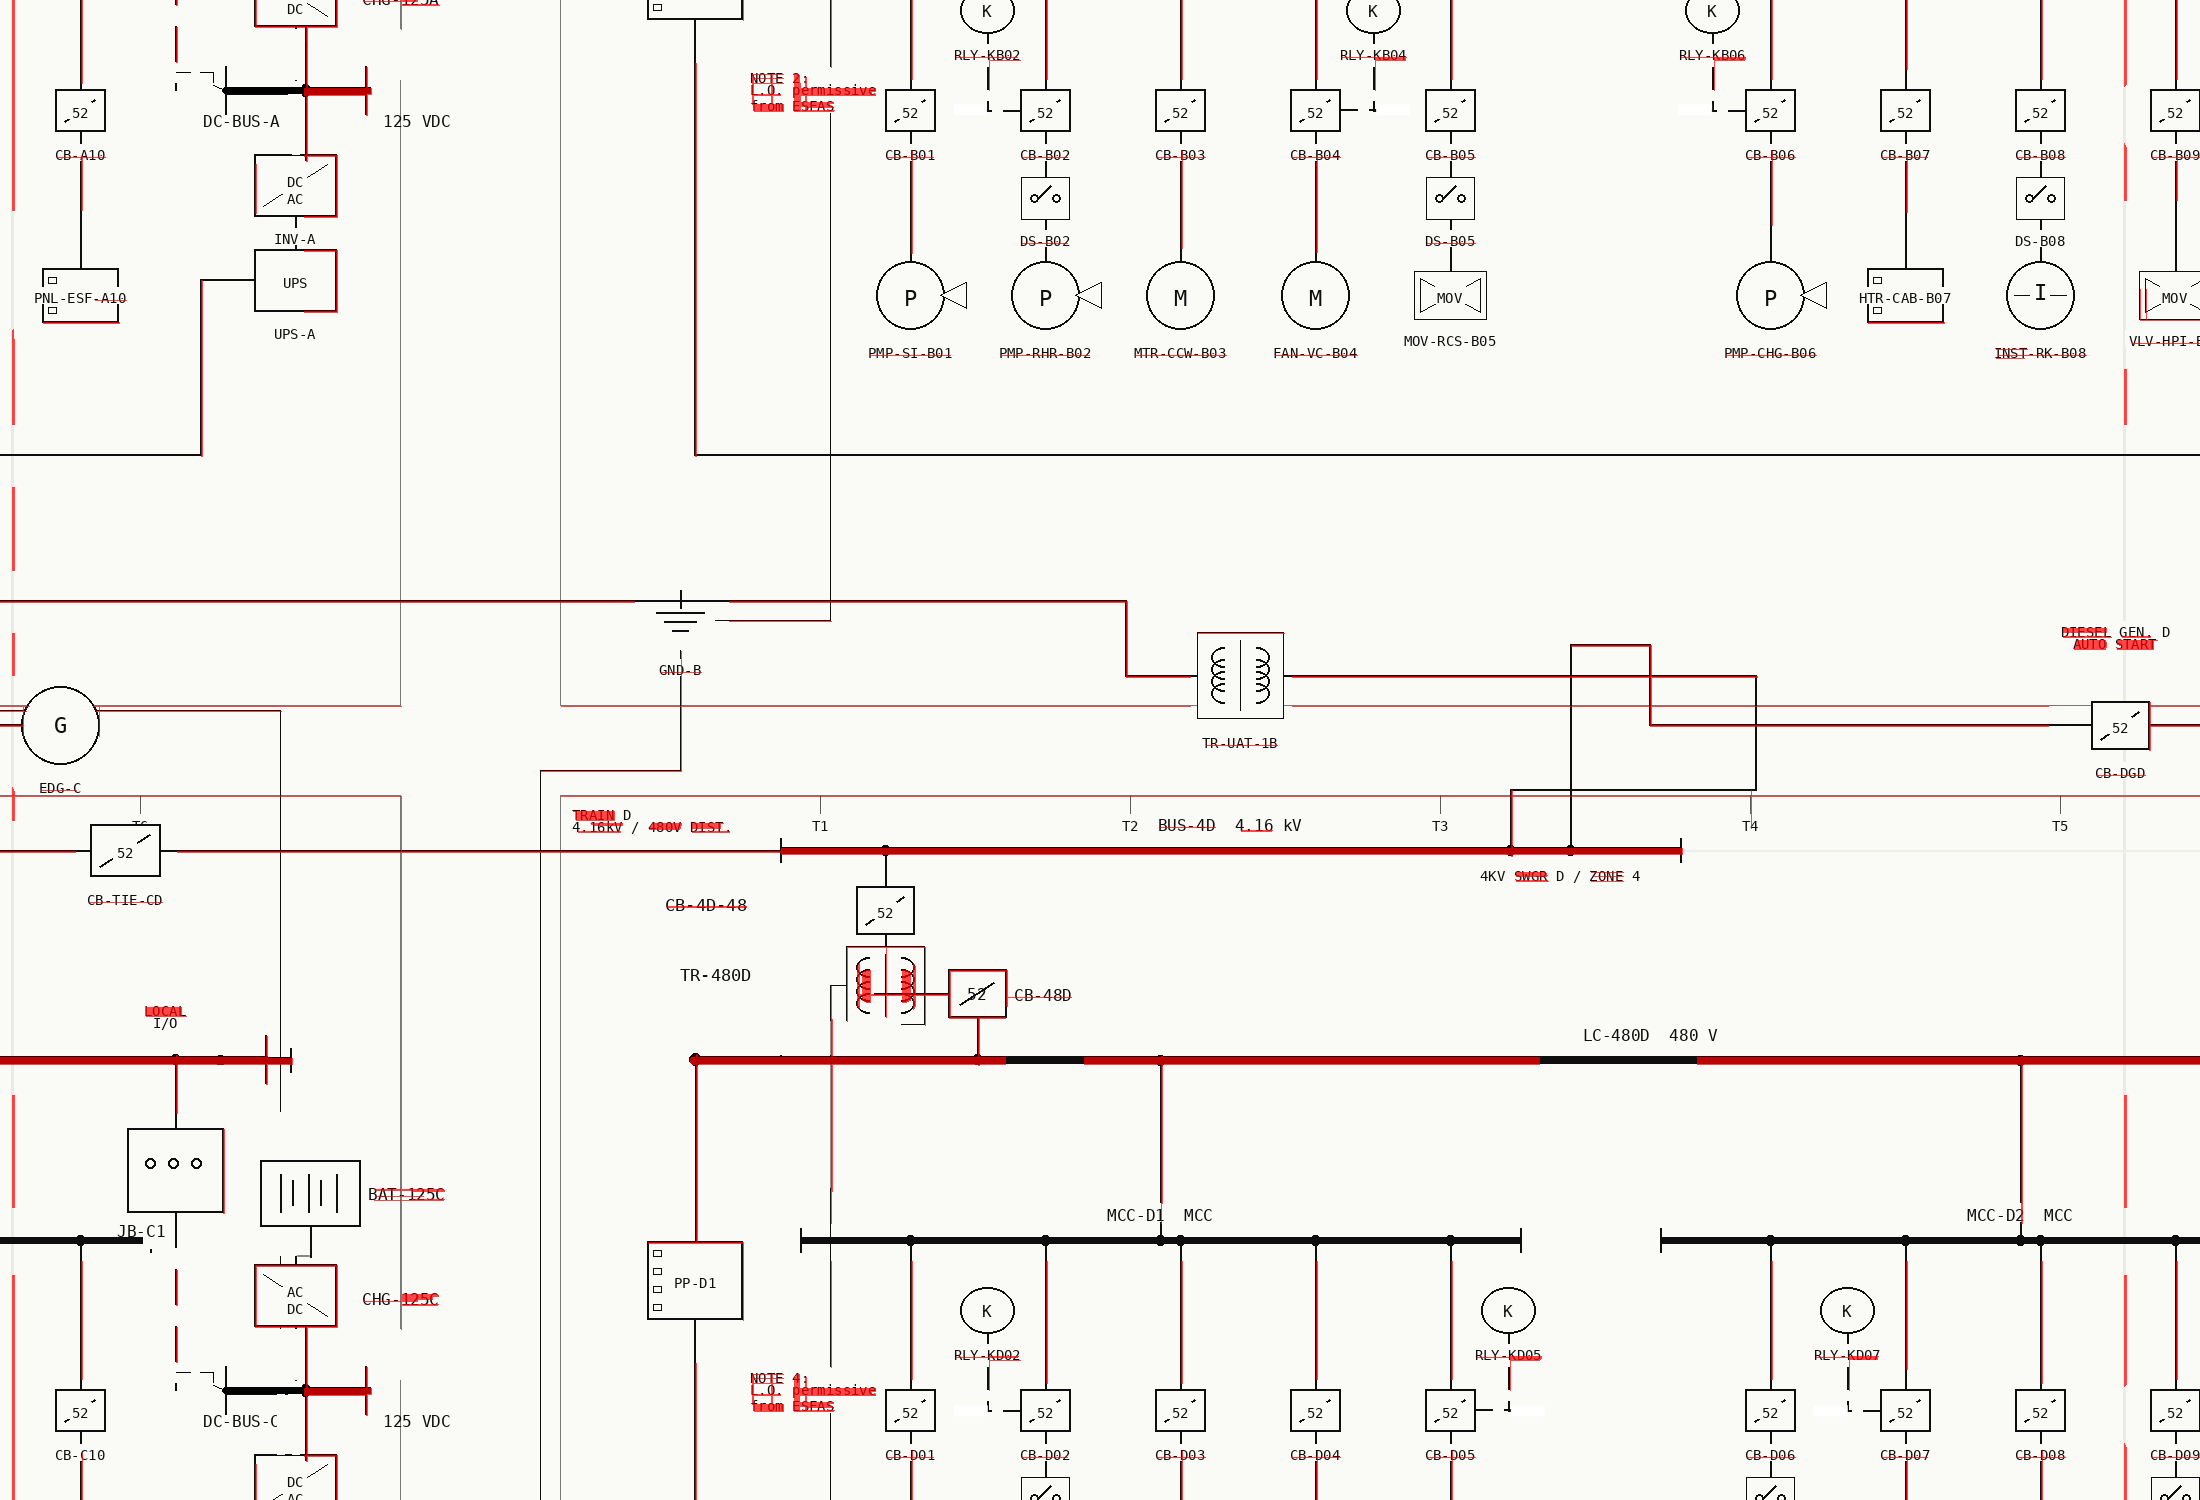 CHG-125A
DC
K
K
K
RLY-KB02
RLY-KB04
RLY-KB06
NOTE 2:
L.O. permissive
from ESFAS
52
52
52
52
52
52
52
52
52
52
DC-BUS-A
125 VDC
CB-A10
CB-B01
CB-B02
CB-B03
CB-B04
CB-B05
CB-B06
CB-B07
CB-B08
CB-B09
DC
AC
INV-A
DS-B02
DS-B05
DS-B08
UPS
PNL-ESF-A10
P
P
M
M
MOV
P
HTR-CAB-B07
I
MOV
UPS-A
PMP-SI-B01
PMP-RHR-B02
MTR-CCW-B03
FAN-VC-B04
MOV-RCS-B05
PMP-CHG-B06
INST-RK-B08
VLV-HPI-
DIESEL GEN. D
AUTO START
GND-B
G
52
TR-UAT-1B
CB-DGD
EDG-C
TRAIN D
4.16kV / 480V DIST.
T6
T1
T2
BUS-4D 4.16 kV
T3
T4
T5
52
CB-TIE-CD
4KV SWGR D / ZONE 4
CB-4D-48
52
TR-480D
52
CB-48D
LOCAL
I/O
LC-480D 480 V
BAT-125C
JB-C1
MCC-D1 MCC
MCC-D2 MCC
AC
DC
CHG-125C
PP-D1
K
K
K
RLY-KD02
RLY-KD05
RLY-KD07
NOTE 4:
L.O. permissive
from ESFAS
52
52
52
52
52
52
52
52
52
52
DC-BUS-C
125 VDC
CB-C10
CB-D01
CB-D02
CB-D03
CB-D04
CB-D05
CB-D06
CB-D07
CB-D08
CB-D09
DC
AC